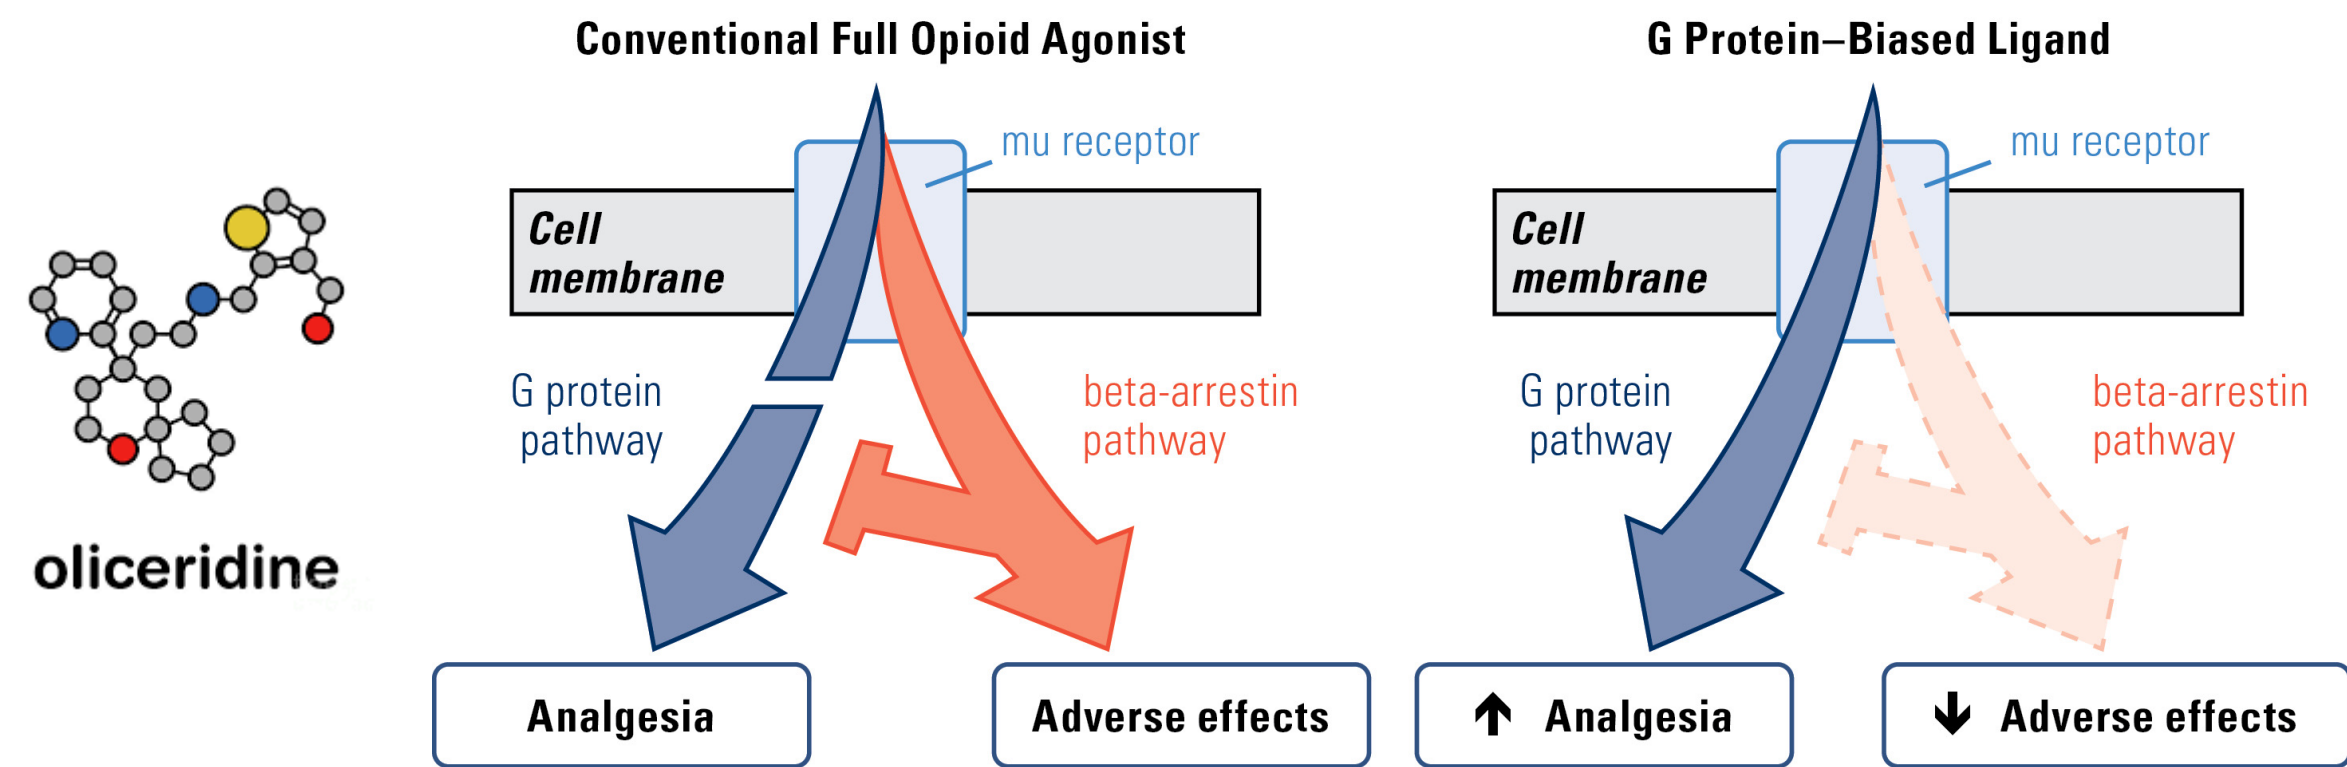 oliceridine
Conventional Full Opioid Agonist
mu receptor
Cell
membrane
G protein
pathway
beta-arrestin
pathway
Analgesia
Adverse effects
G Protein–Biased Ligand
mu receptor
Cell
membrane
G protein
pathway
beta-arrestin
pathway
↑ Analgesia
↓ Adverse effects